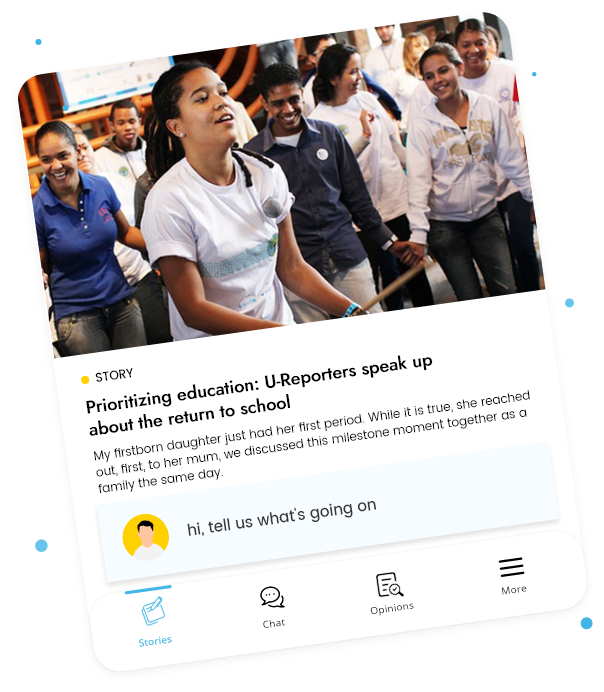 STORY
Prioritizing education: U-Reporters speak up
about the return to school
My firstborn daughter just had her first period. While it is true, she reached
out, first, to her mum, we discussed this milestone moment together as a
family the same day.
hi, tell us what's going on
Stories
Chat
Opinions
More